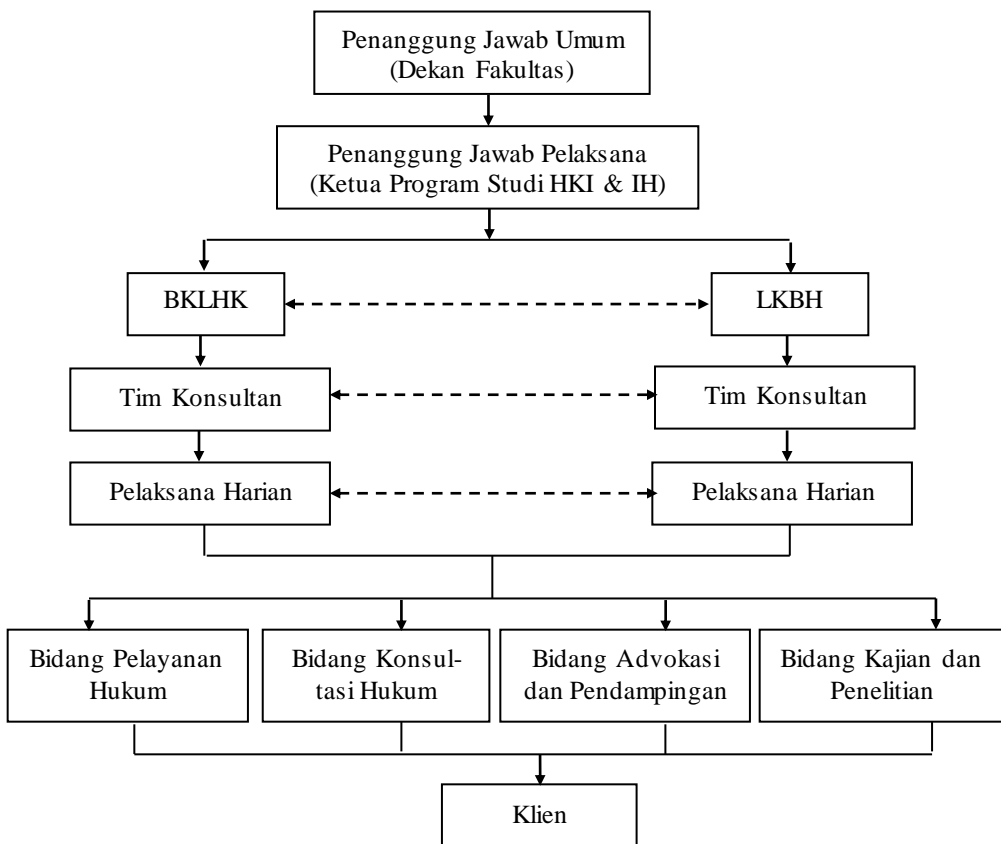 Penanggung Jawab Umum
(Dekan Fakultas)
Penanggung Jawab Pelaksana
(Ketua Program Studi HKI & IH)
BKLHK
LKBH
Tim Konsultan
Tim Konsultan
Pelaksana Harian
Pelaksana Harian
Bidang Pelayanan
Hukum
Bidang Konsul-
tasi Hukum
Bidang Advokasi
dan Pendampingan
Bidang Kajian dan
Penelitian
Klien